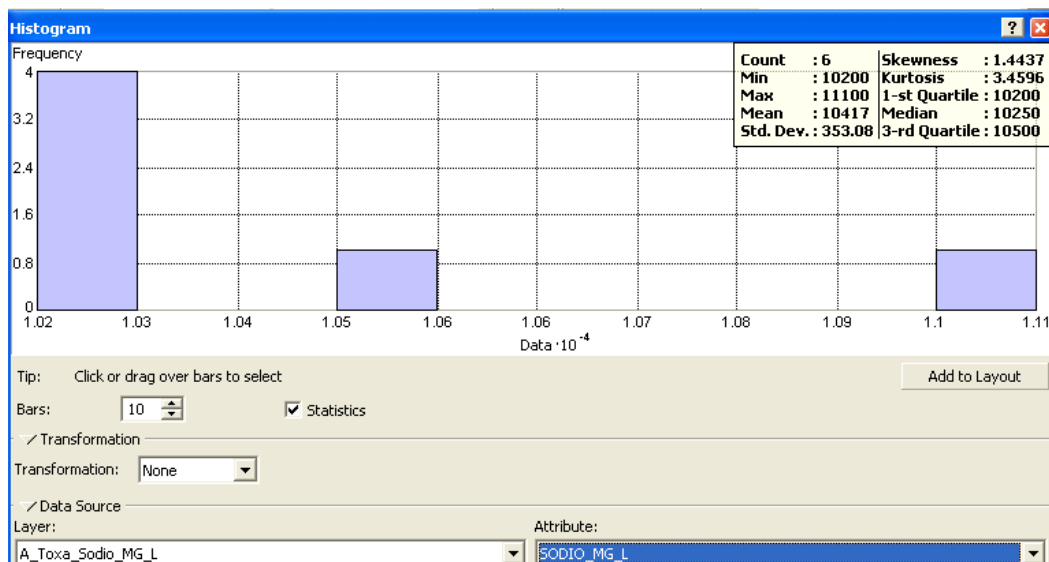 Histogram
Frequency
Count : 6 Skewness : 1.4437
Min : 10200 Kurtosis : 3.4596
Max : 11100 1-st Quartile : 10200
Mean : 10417 Median : 10250
Std. Dev. : 353.08 3-rd Quartile : 10500
4
3.2
2.4
1.6
0.8
0
1.02 1.03 1.04 1.05 1.06 1.06 1.07 1.08 1.09 1.1 1.11
Data ·10 -4
Tip: Click or drag over bars to select Add to Layout
Bars: 10 Statistics
Transformation
Transformation: None
Data Source
Layer: Attribute:
A_Toxa_Sodio_MG_L SODIO_MG_L